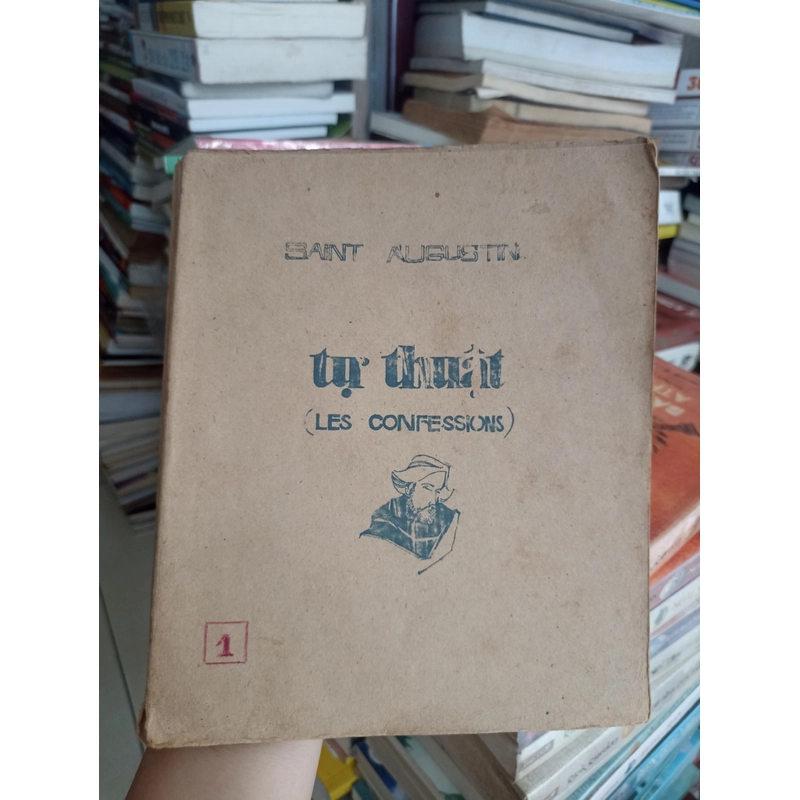 SAINT AUGUSTIN
tự thuật
(LES CONFESSIONS)
1